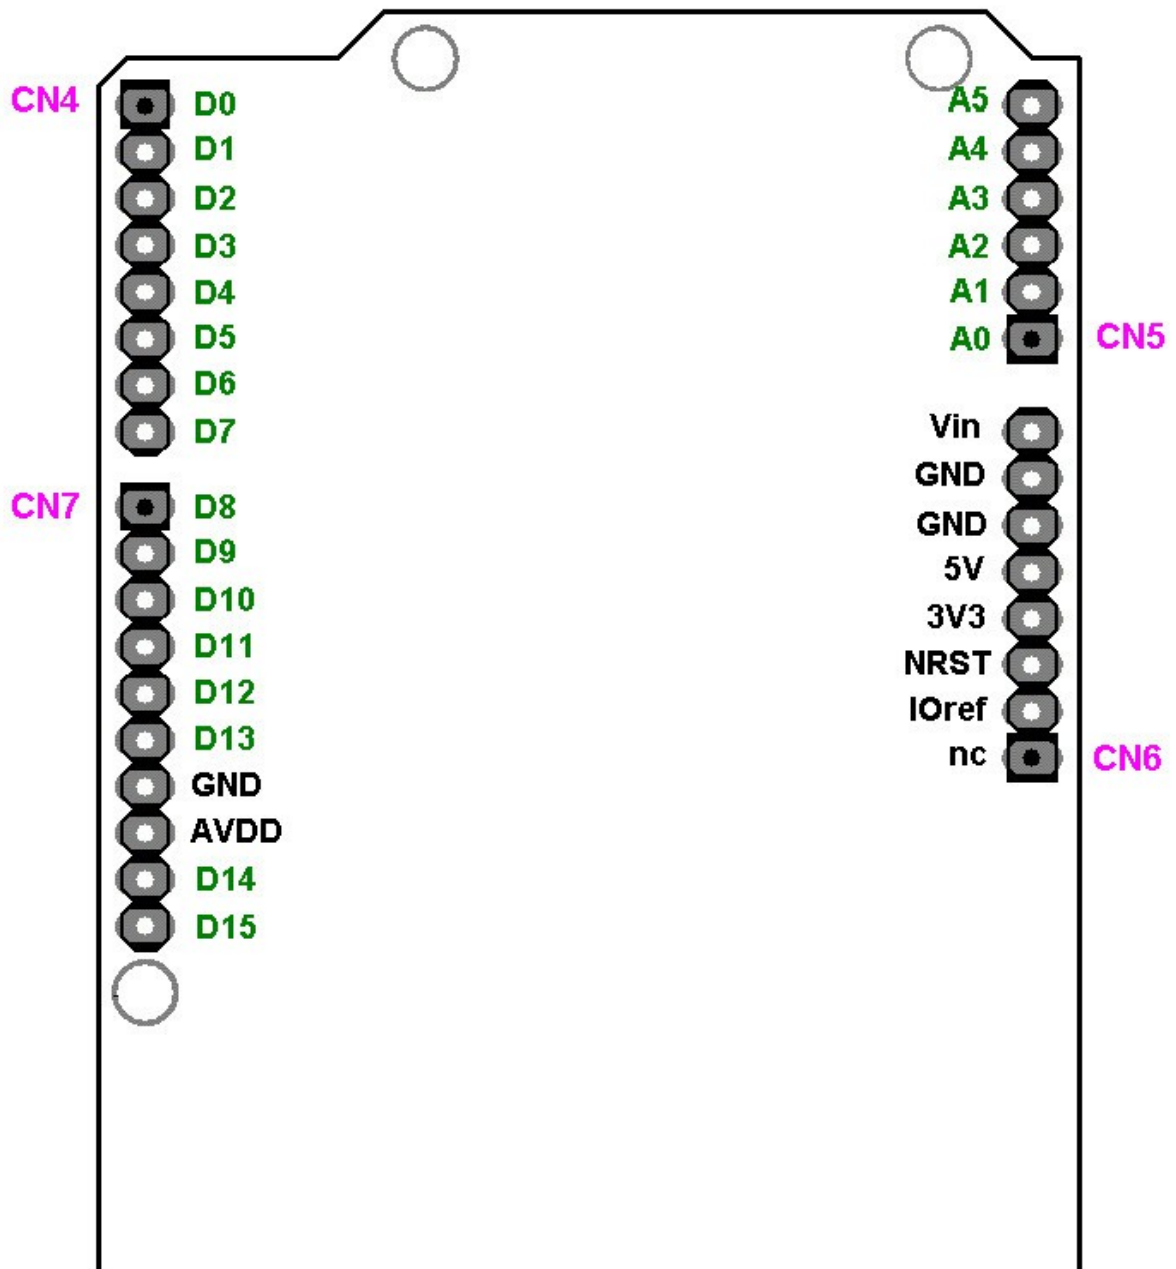 CN4
D0
D1
D2
D3
D4
D5
D6
D7
CN7
D8
D9
D10
D11
D12
D13
GND
AVDD
D14
D15
A5
A4
A3
A2
A1
A0
CN5
Vin
GND
GND
5V
3V3
NRST
IOref
nc
CN6